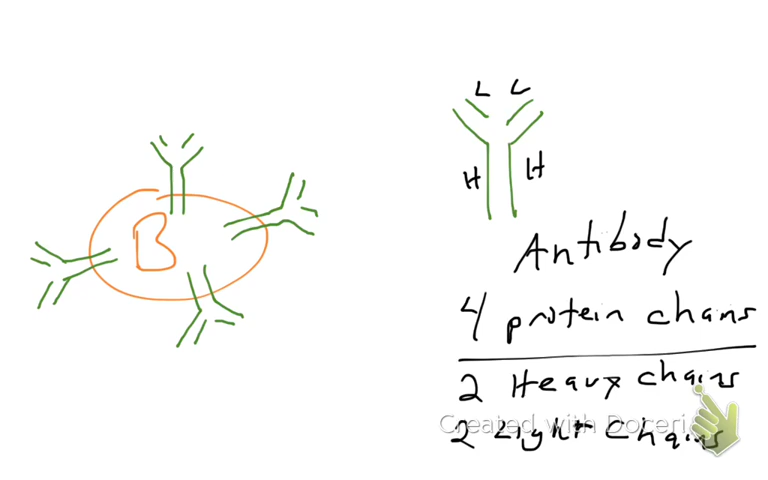 L L
H H
B
Antibody
4 protein chains
2 Heavy chains
Created with Doceri
2 Light chains